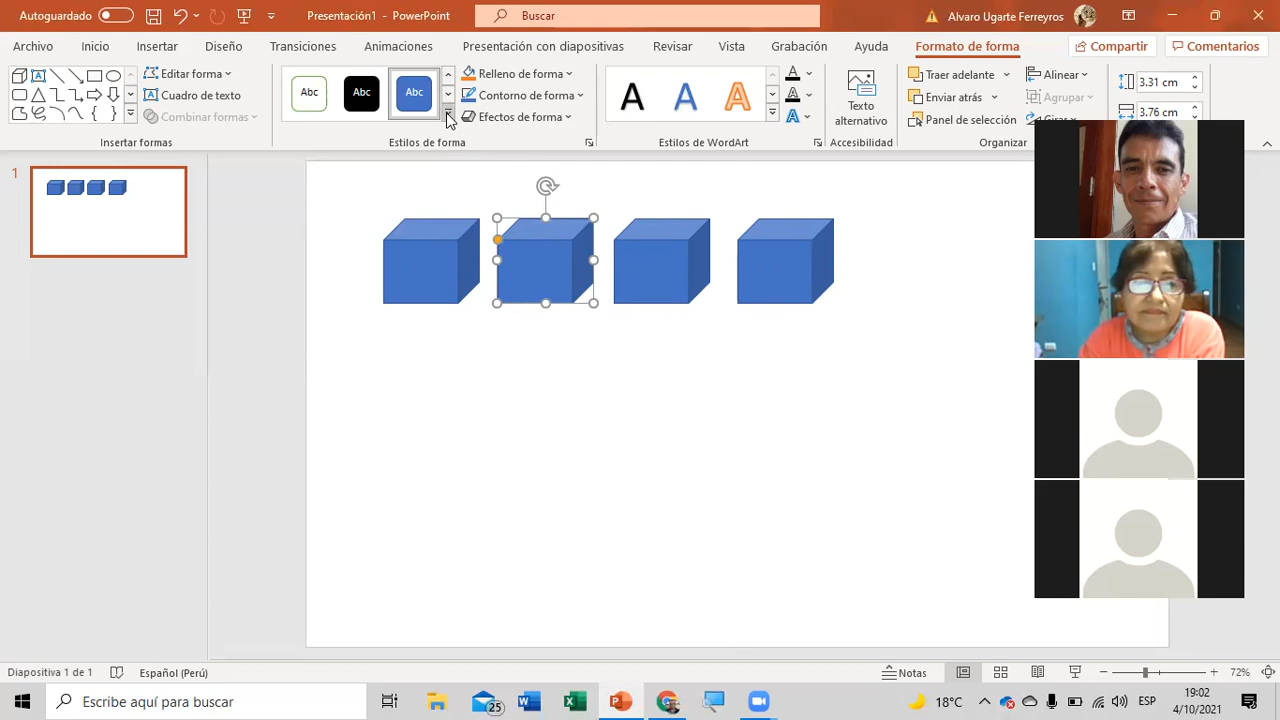 Autoguardado
Presentación1 - PowerPoint
Buscar
Alvaro Ugarte Ferreyros
Archivo Inicio Insertar Diseño Transiciones Animaciones Presentación con diapositivas Revisar Vista Grabación Ayuda Formato de forma Compartir Comentarios
Editar forma
Cuadro de texto
Combinar formas
Insertar formas
Abc Abc Abc
Relleno de forma
Contorno de forma
Efectos de forma
Estilos de forma
A A A
A
A
A
Estilos de WordArt
Texto
alternativo
Accesibilidad
Traer adelante
Enviar atrás
Panel de selección
Alinear
Agrupar
Girar
Organizar
3.31 cm
3.76 cm
1
Diapositiva 1 de 1 Español (Perú) Notas 72%
Escribe aquí para buscar
25
18°C
ESP
19:02
4/10/2021